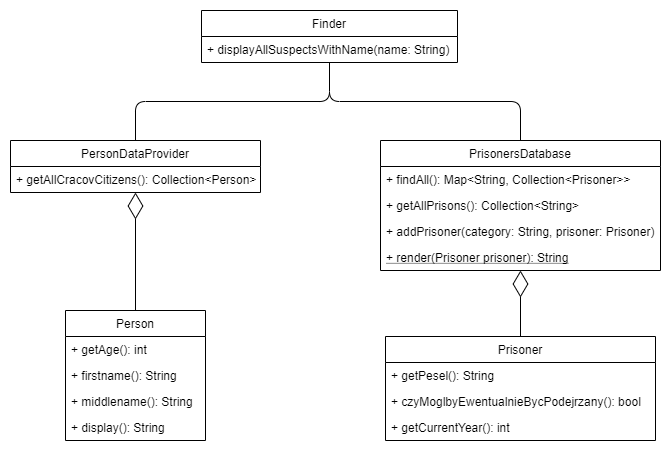 Finder
+ displayAllSuspectsWithName(name: String)
PersonDataProvider
+ getAllCracovCitizens(): Collection<Person>
PrisonersDatabase
+ findAll(): Map<String, Collection<Prisoner>>
+ getAllPrisons(): Collection<String>
+ addPrisoner(category: String, prisoner: Prisoner)
+ render(Prisoner prisoner): String
Person
+ getAge(): int
+ firstname(): String
+ middlename(): String
+ display(): String
Prisoner
+ getPesel(): String
+ czyMoglbyEwentualnieBycPodejrzany(): bool
+ getCurrentYear(): int